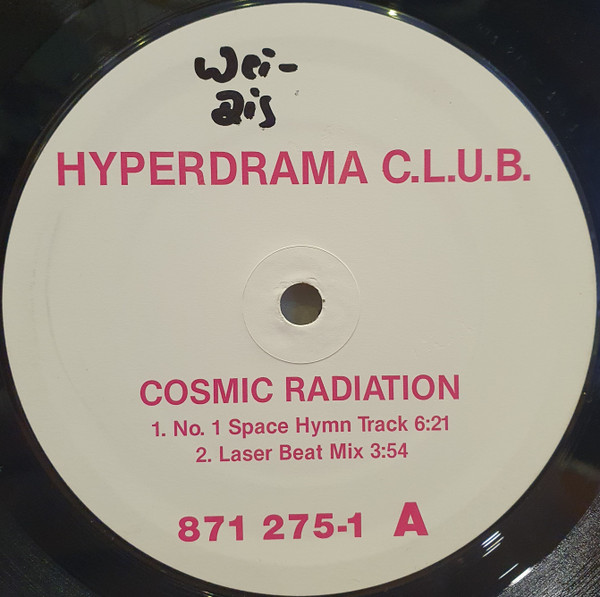 Wei-
Dis
HYPERDRAMA C.L.U.B.
COSMIC RADIATION
1. No. 1 Space Hymn Track 6:21
2. Laser Beat Mix 3:54
871 275-1 A